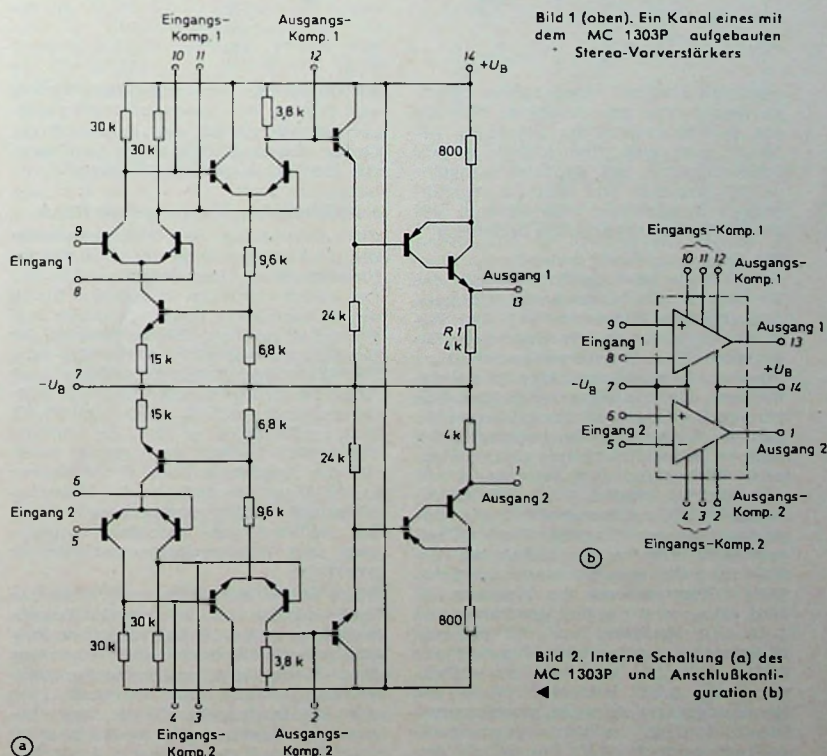 Eingangs-
Komp. 1
10 11
Ausgangs-
Komp. 1
12
14
+UB
30 k
30 k
3,8 k
800
9
Eingang 1
8
9,6 k
24 k
Ausgang 1
13
R1
4 k
15 k
6,8 k
7
-UB
15 k
6,8 k
4 k
24 k
6
Eingang 2
5
9,6 k
1
Ausgang 2
30 k
30 k
3,8 k
800
4 3
Eingangs-
Komp. 2
2
Ausgangs-
Komp. 2
a
Bild 1 (oben). Ein Kanal eines mit
dem MC 1303P aufgebauten
Stereo-Vorverstärkers
Eingangs-Komp. 1
10 11 12
Ausgangs-
Komp. 1
9
+
Eingang 1
8
-
Ausgang 1
13
-UB 7
+UB
14
6
+
Eingang 2
5
-
1
Ausgang 2
4 3 2
Ausgangs-
Komp. 2
Eingangs-Komp. 2
b
Bild 2. Interne Schaltung (a) des
MC 1303P und Anschlußkonfi-
guration (b)